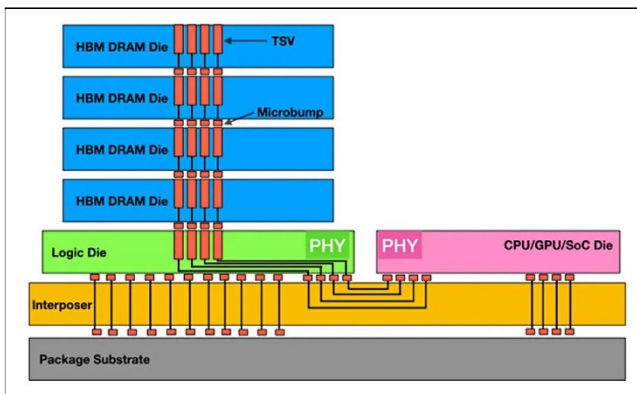 HBM DRAM Die
TSV
HBM DRAM Die
Microbump
HBM DRAM Die
HBM DRAM Die
Logic Die
PHY
PHY
CPU/GPU/SoC Die
Interposer
Package Substrate